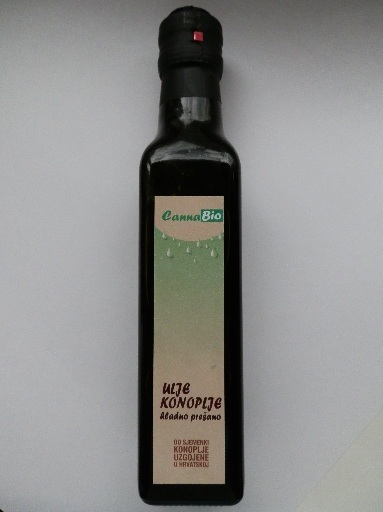 CannaBio
ULJE
KONOPLJE
hladno prešano
OD SJEMENKI
KONOPLJE
UZGOJENE
U HRVATSKOJ